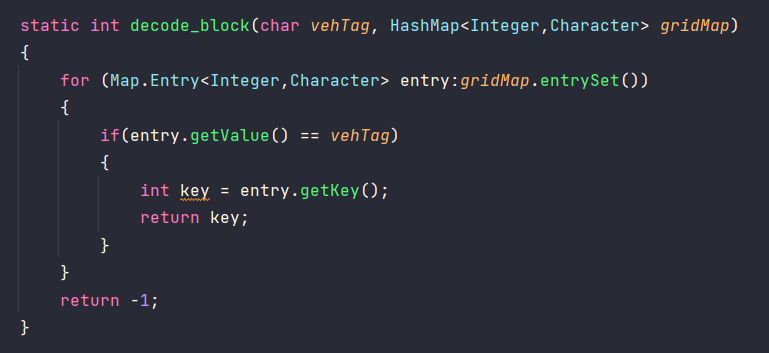 static int decode_block(char vehTag, HashMap<Integer,Character> gridMap)
{
    for (Map.Entry<Integer,Character> entry:gridMap.entrySet())
    {
        if(entry.getValue() == vehTag)
        {
            int key = entry.getKey();
            return key;
        }
    }
    return -1;
}